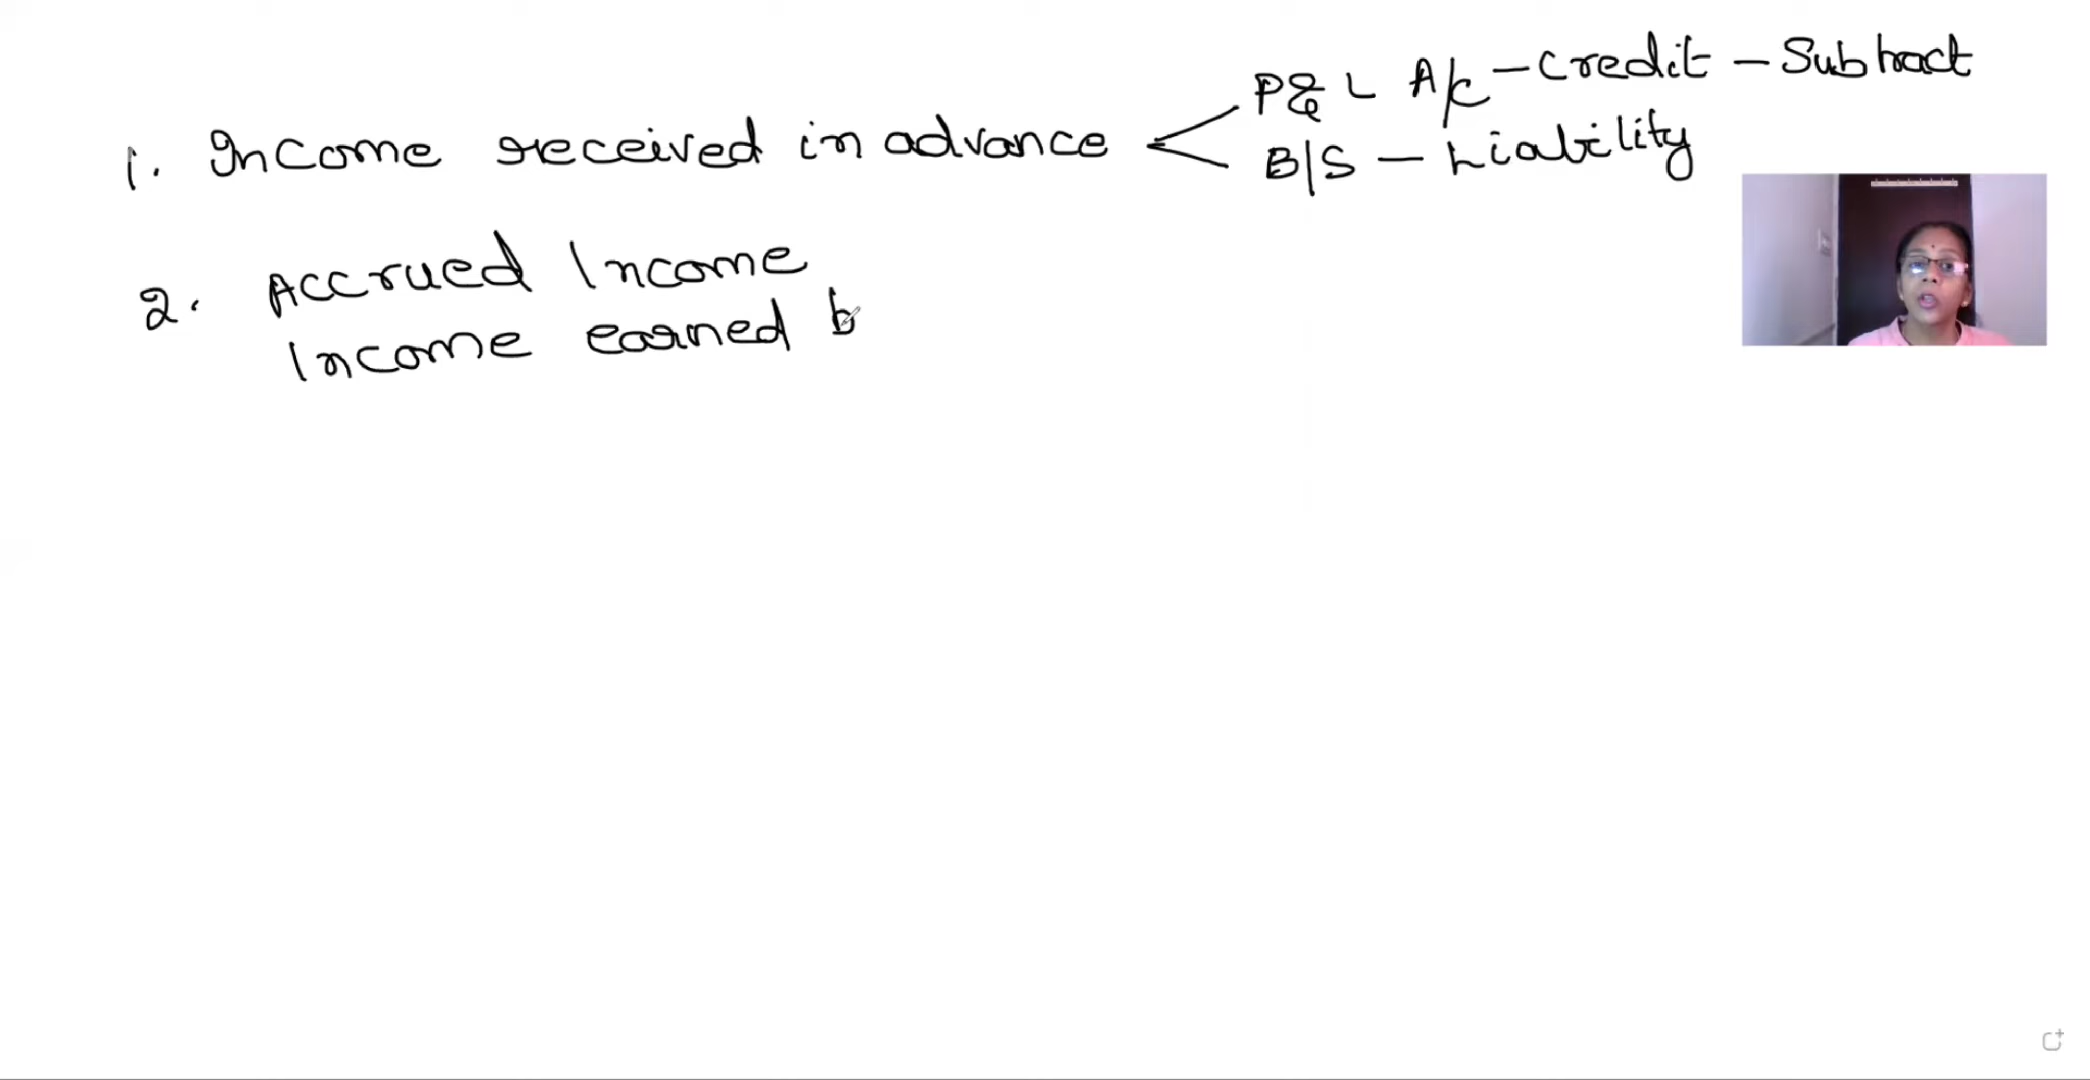 1. Income received in advance < P & L A/c - Credit - Subtract
B/S - Liability
2. Accrued Income
Income earned b